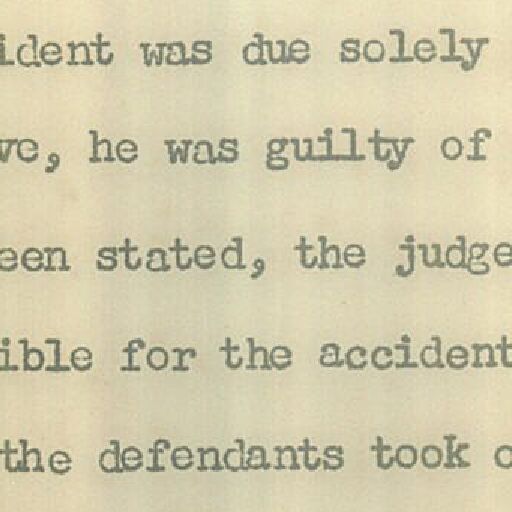 ident was due solely
ve, he was guilty of
een stated, the judge
ible for the accident
the defendants took